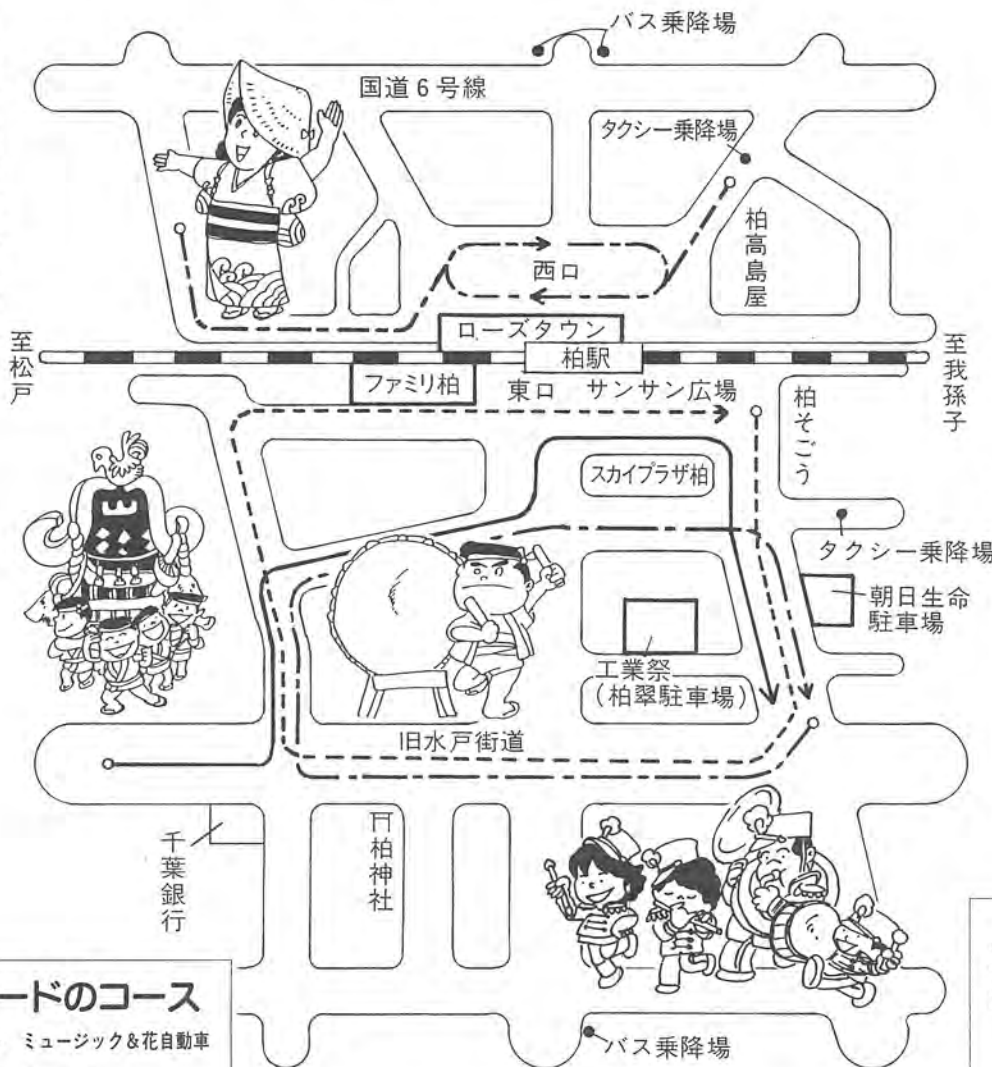 バス乗降場
国道6号線
タクシー乗降場
柏高島屋
西口
ローズタウン
柏駅
至松戸
至我孫子
ファミリ柏
東口 サンサン広場
柏そごう
スカイプラザ柏
タクシー乗降場
朝日生命
駐車場
工業祭
(柏翠駐車場)
旧水戸街道
千葉銀行
柏神社
ードのコース
ミュージック&花自動車
バス乗降場